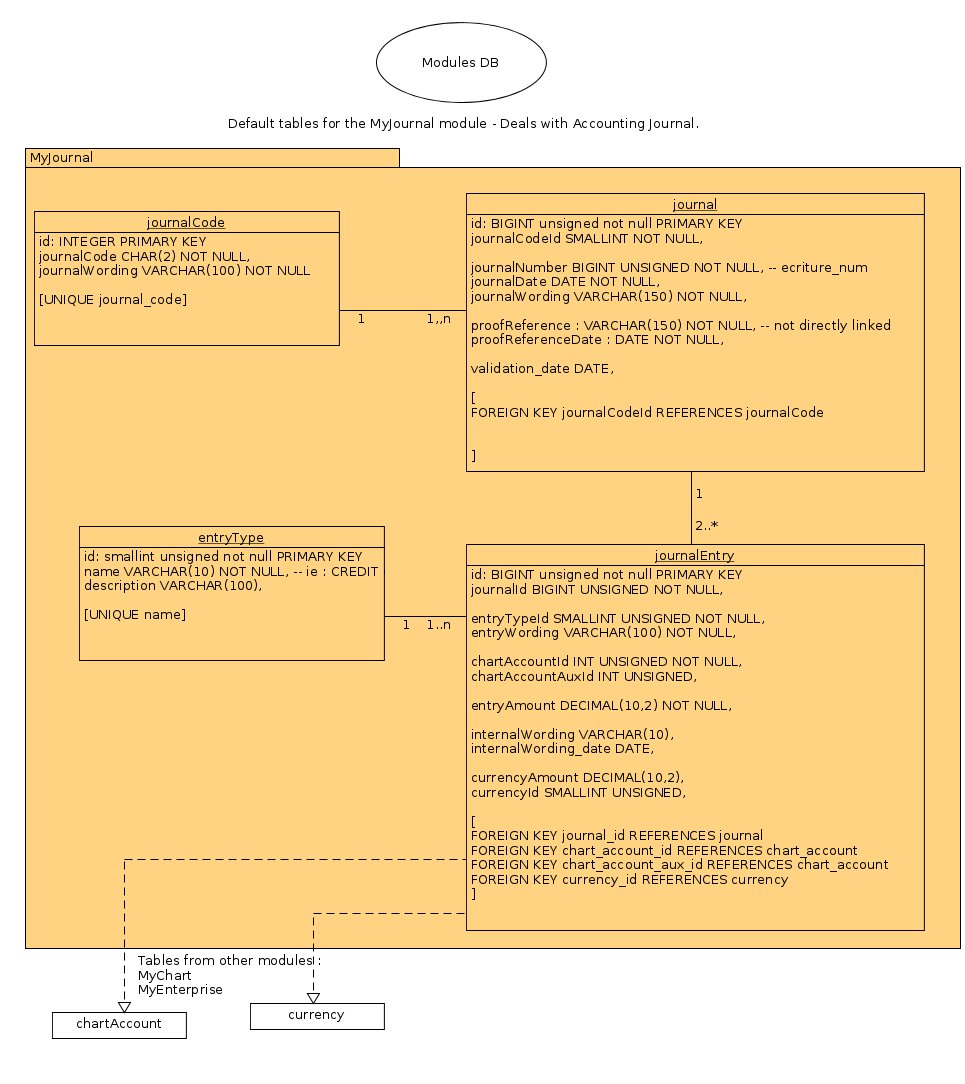 Modules DB
Default tables for the MyJournal module - Deals with Accounting Journal.
MyJournal
journalCode
id: INTEGER PRIMARY KEY
journalCode CHAR(2) NOT NULL,
journalWording VARCHAR(100) NOT NULL
[UNIQUE journal_code]
1
1,,n
journal
id: BIGINT unsigned not null PRIMARY KEY
journalCodeId SMALLINT NOT NULL,
journalNumber BIGINT UNSIGNED NOT NULL, -- ecriture_num
journalDate DATE NOT NULL,
journalWording VARCHAR(150) NOT NULL,
proofReference : VARCHAR(150) NOT NULL, -- not directly linked
proofReferenceDate : DATE NOT NULL,
validation_date DATE,
[
FOREIGN KEY journalCodeId REFERENCES journalCode
]
1
2..*
entryType
id: smallint unsigned not null PRIMARY KEY
name VARCHAR(10) NOT NULL, -- ie : CREDIT
description VARCHAR(100),
[UNIQUE name]
1
1..n
journalEntry
id: BIGINT unsigned not null PRIMARY KEY
journalId BIGINT UNSIGNED NOT NULL,
entryTypeId SMALLINT UNSIGNED NOT NULL,
entryWording VARCHAR(100) NOT NULL,
chartAccountId INT UNSIGNED NOT NULL,
chartAccountAuxId INT UNSIGNED,
entryAmount DECIMAL(10,2) NOT NULL,
internalWording VARCHAR(10),
internalWording_date DATE,
currencyAmount DECIMAL(10,2),
currencyId SMALLINT UNSIGNED,
[
FOREIGN KEY journal_id REFERENCES journal
FOREIGN KEY chart_account_id REFERENCES chart_account
FOREIGN KEY chart_account_aux_id REFERENCES chart_account
FOREIGN KEY currency_id REFERENCES currency
]
Tables from other modules :
MyChart
MyEnterprise
chartAccount
currency